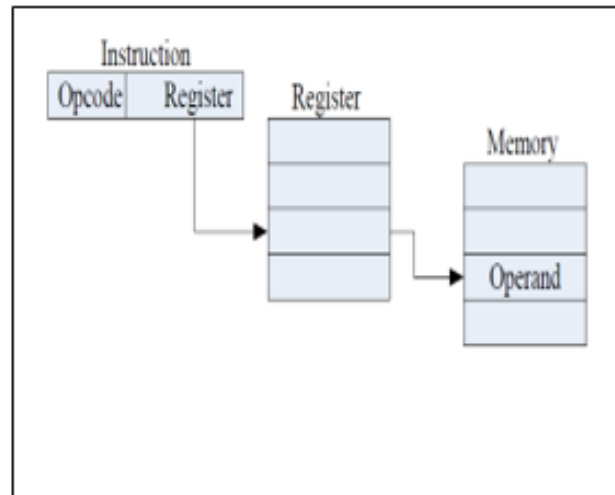 Instruction
Opcode Register
Register
Memory
Operand